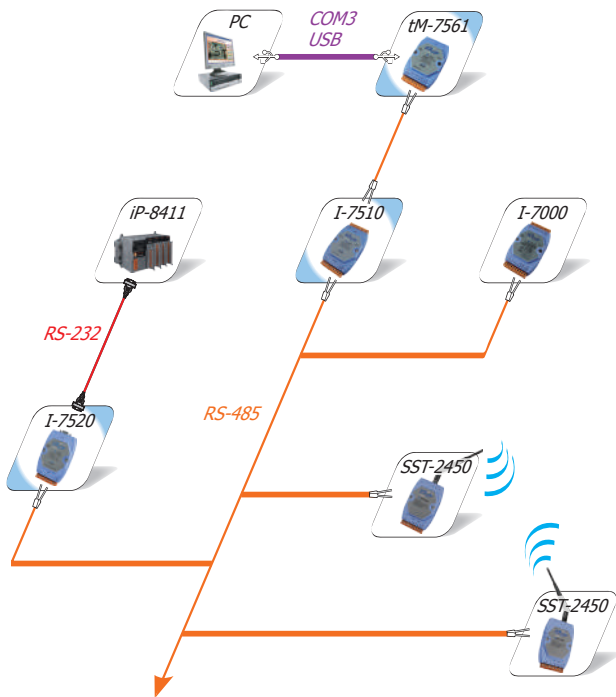 PC
COM3
USB
tM-7561
iP-8411
I-7510
I-7000
RS-232
RS-485
I-7520
SST-2450
SST-2450